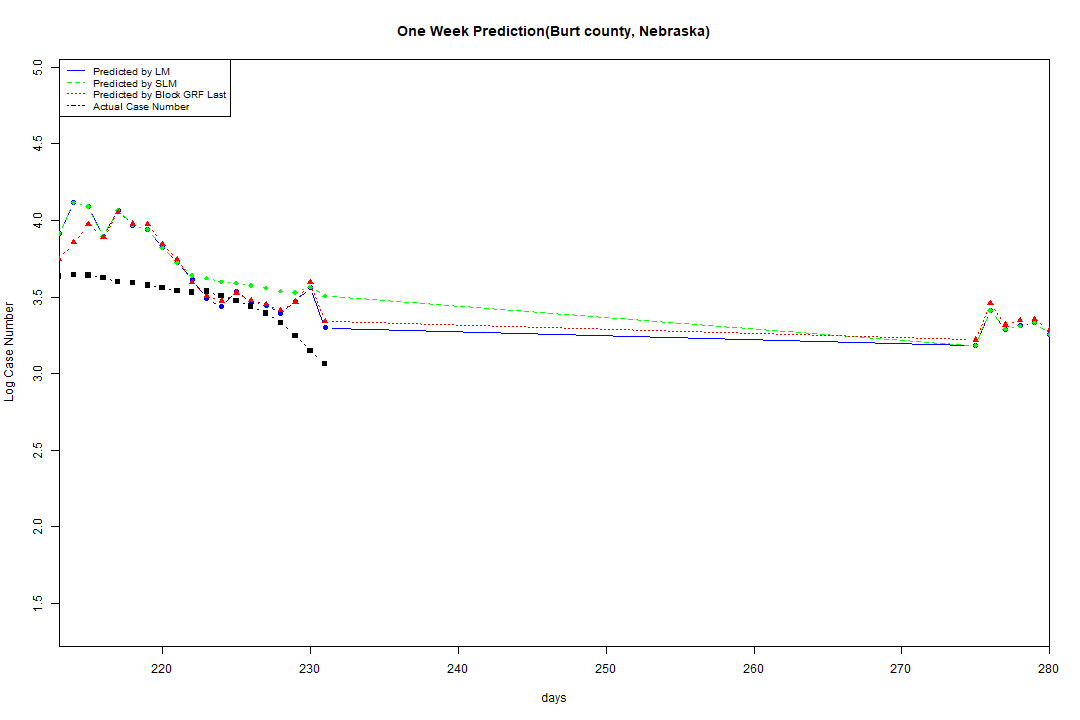 One Week Prediction(Burt county, Nebraska)
Predicted by LM
Predicted by SLM
Predicted by Block GRF Last
Actual Case Number
5.0
4.5
4.0
3.5
3.0
2.5
2.0
1.5
Log Case Number
220 230 240 250 260 270 280
days